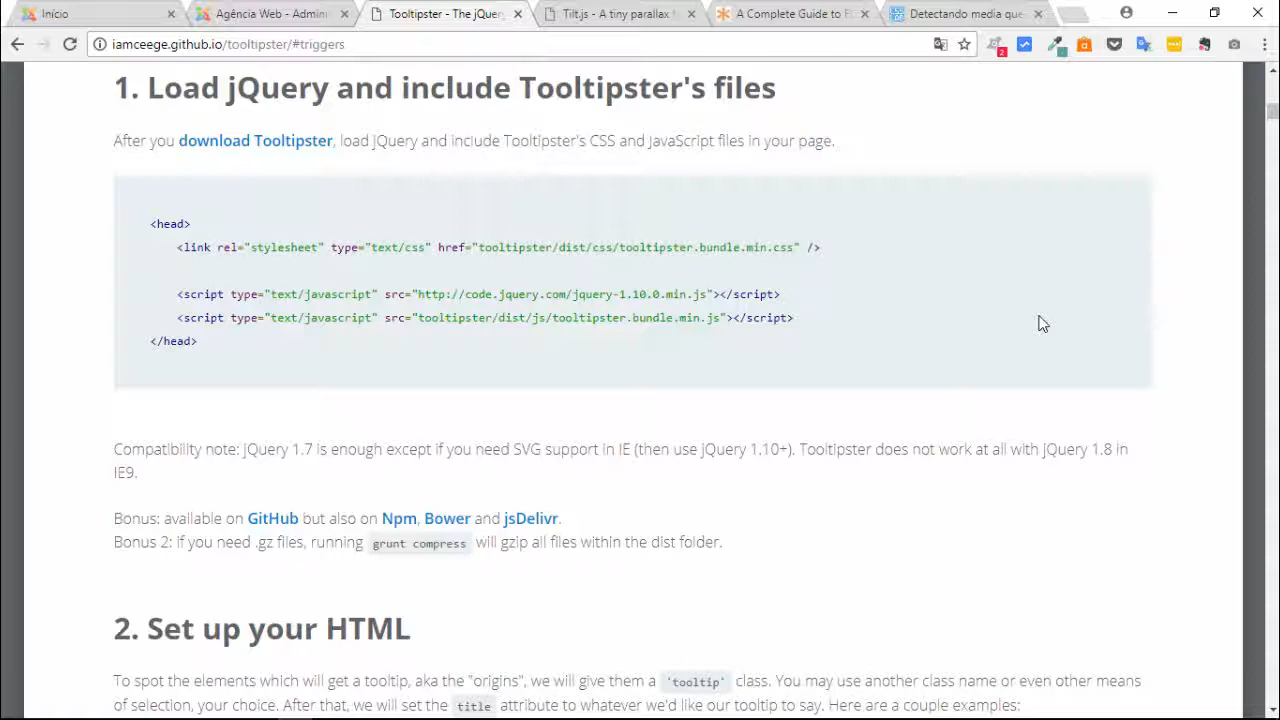 Início
Agência Web - Admini
Tooltipster - The jQuery
Tilt.js - A tiny parallax
A Complete Guide to F
Detectando media que
iamceege.github.io/tooltipster/#triggers
2
1. Load jQuery and include Tooltipster's files
After you download Tooltipster, load jQuery and include Tooltipster's CSS and JavaScript files in your page.
<head>
<link rel="stylesheet" type="text/css" href="tooltipster/dist/css/tooltipster.bundle.min.css" />
<script type="text/javascript" src="http://code.jquery.com/jquery-1.10.0.min.js"></script>
<script type="text/javascript" src="tooltipster/dist/js/tooltipster.bundle.min.js"></script>
</head>
Compatibility note: jQuery 1.7 is enough except if you need SVG support in IE (then use jQuery 1.10+). Tooltipster does not work at all with jQuery 1.8 in
IE9.
Bonus: available on GitHub but also on Npm, Bower and jsDelivr.
Bonus 2: if you need .gz files, running grunt compress will gzip all files within the dist folder.
2. Set up your HTML
To spot the elements which will get a tooltip, aka the "origins", we will give them a 'tooltip' class. You may use another class name or even other means
of selection, your choice. After that, we will set the title attribute to whatever we'd like our tooltip to say. Here are a couple examples: